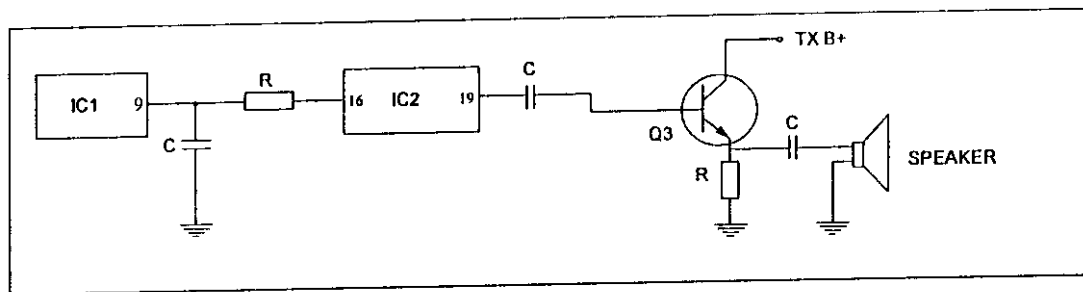 TX B+
IC1 9
R
16 IC2 19
C
Q3
C
C
R
SPEAKER